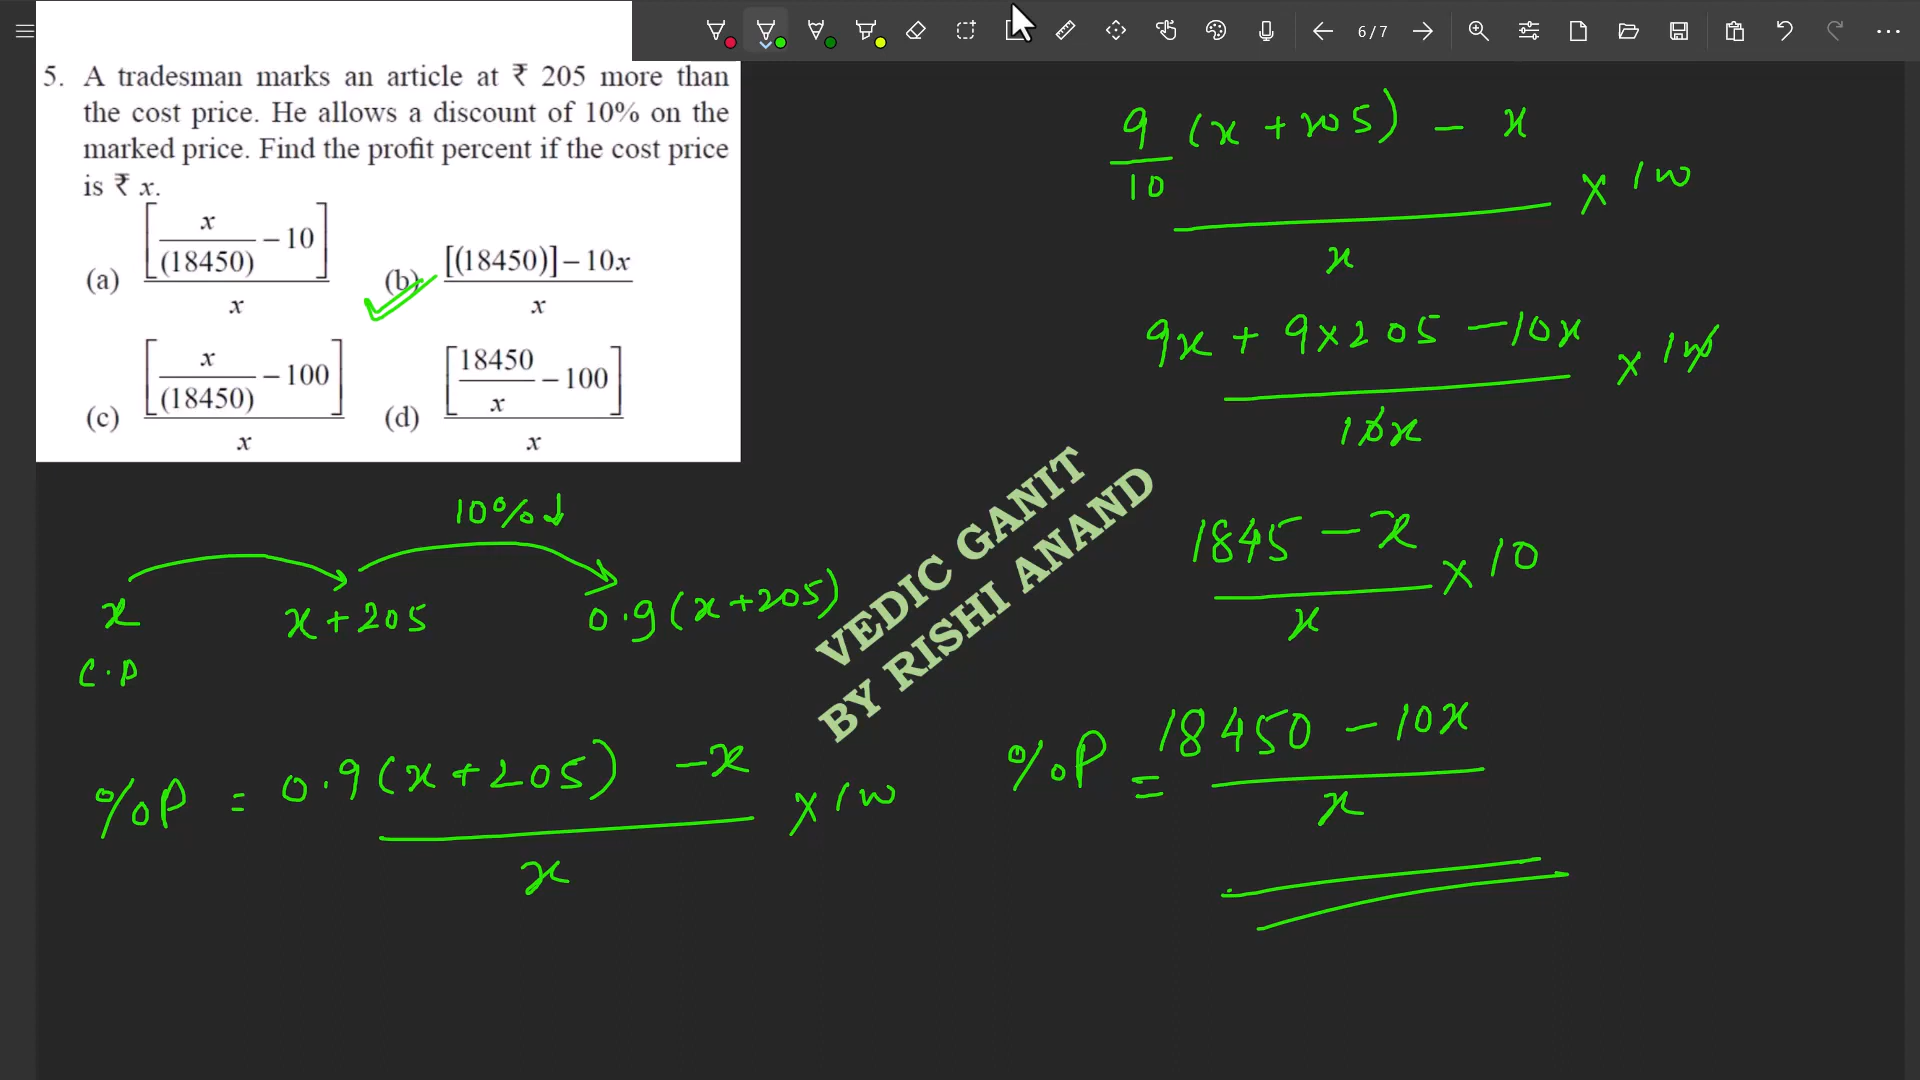 6/7
5. A tradesman marks an article at ₹ 205 more than
the cost price. He allows a discount of 10% on the
marked price. Find the profit percent if the cost price
is ₹ x.
(a) [x/(18450) – 10]/x
(b) [(18450)] – 10x/x
(c) [x/(18450) – 100]/x
(d) [18450/x – 100]/x
10%↓
x → x+205 → 0.9(x+205)
C.P
%P = 0.9(x+205) - x / x × 100
9/10 (x+205) - x / x × 100
9x + 9×205 - 10x / 10x × 100
1845 - x / x × 10
%P = 18450 - 10x / x
VEDIC GANIT
BY RISHI ANAND